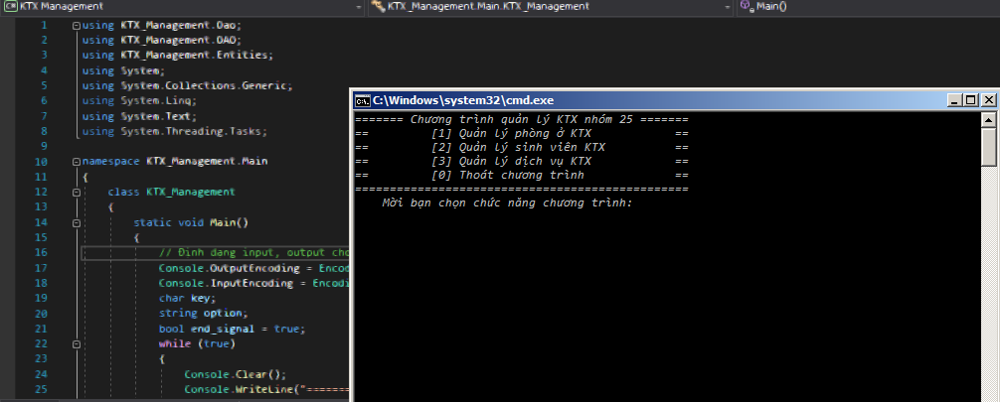 KTX Management
KTX_Management.Main.KTX_Management
Main()
1 using KTX_Management.Dao;
2 using KTX_Management.DAO;
3 using KTX_Management.Entities;
4 using System;
5 using System.Collections.Generic;
6 using System.Linq;
7 using System.Text;
8 using System.Threading.Tasks;
9
10 namespace KTX_Management.Main
11 {
12 class KTX_Management
13 {
14 static void Main()
15 {
16 // Định dạng input, output cho
17 Console.OutputEncoding = Encod
18 Console.InputEncoding = Encodi
19 char key;
20 string option;
21 bool end_signal = true;
22 while (true)
23 {
24 Console.Clear();
25 Console.WriteLine("=======
C:\Windows\system32\cmd.exe
======= Chương trình quản lý KTX nhóm 25 =======
== [1] Quản lý phòng ở KTX ==
== [2] Quản lý sinh viên KTX ==
== [3] Quản lý dịch vụ KTX ==
== [0] Thoát chương trình ==
================================================
Mời bạn chọn chức năng chương trình: